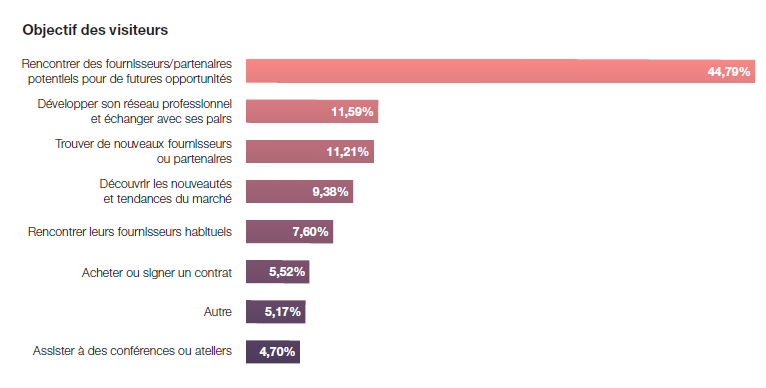 Objectif des visiteurs
Rencontrer des fournisseurs/partenaires
potentiels pour de futures opportunités
44,79%
Développer son réseau professionnel
et échanger avec ses pairs
11,59%
Trouver de nouveaux fournisseurs
ou partenaires
11,21%
Découvrir les nouveautés
et tendances du marché
9,38%
Rencontrer leurs fournisseurs habituels
7,60%
Acheter ou signer un contrat
5,52%
Autre
5,17%
Assister à des conférences ou ateliers
4,70%